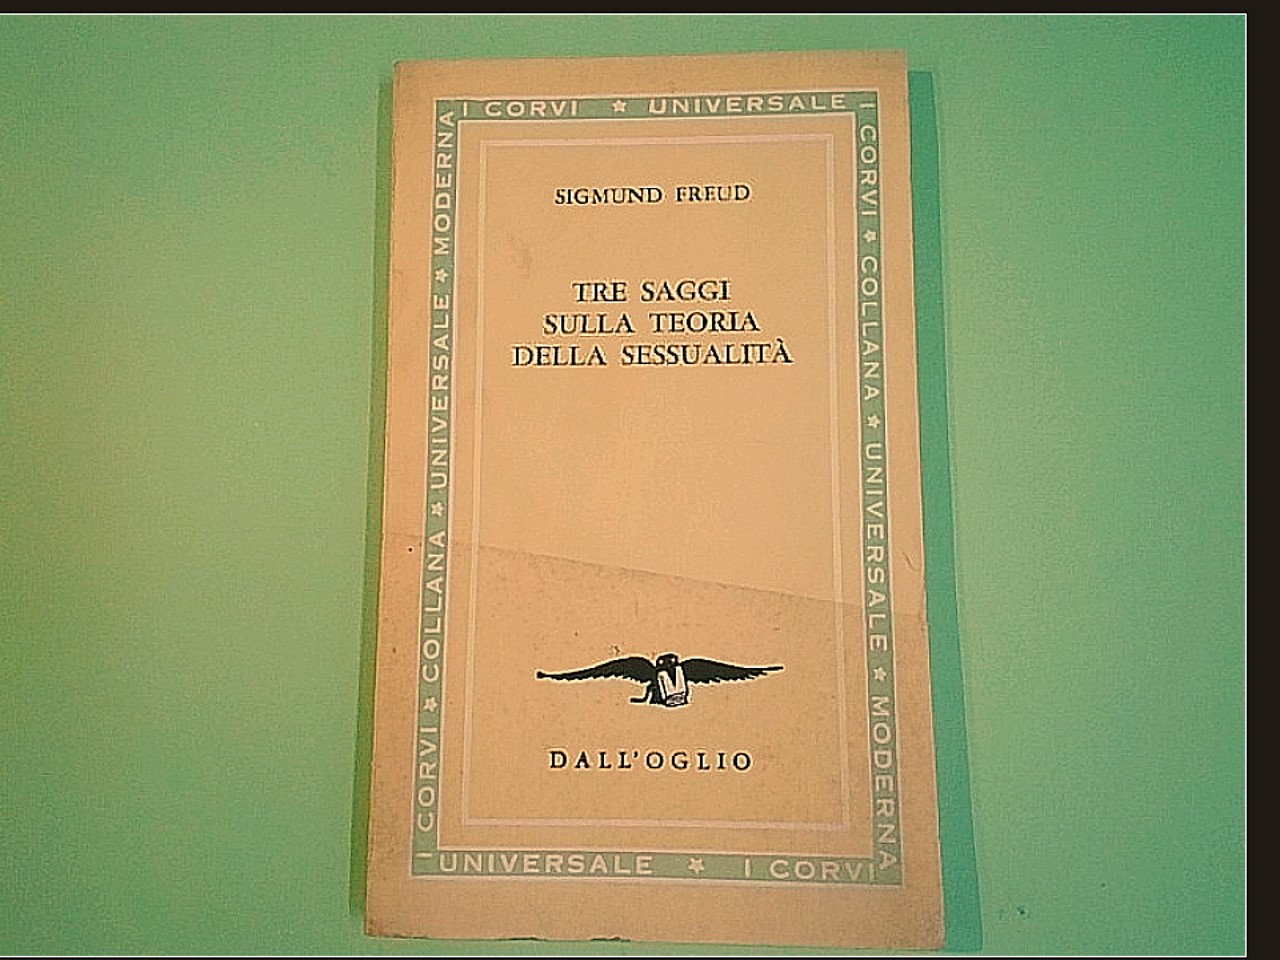 I CORVI ★ UNIVERSALE
I CORVI ★ COLLANA ★ UNIVERSALE ★ MODERNA
I CORVI ★ COLLANA ★ UNIVERSALE ★ MODERNA
SIGMUND FREUD
TRE SAGGI
SULLA TEORIA
DELLA SESSUALITÀ
DALL'OGLIO
UNIVERSALE ★ I CORVI